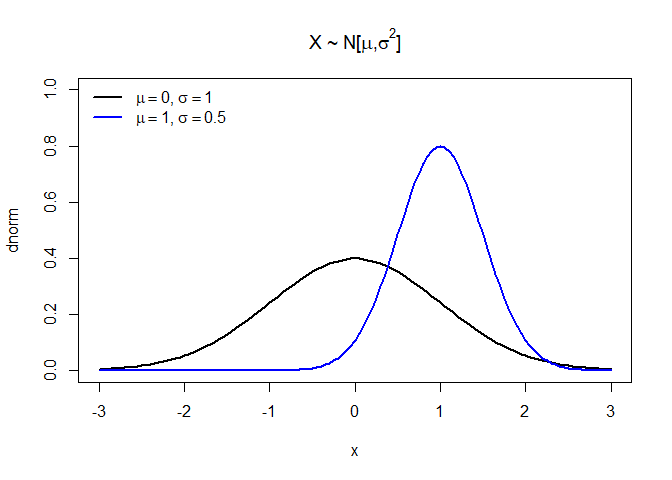 X ~ N[μ,σ²]
μ = 0, σ = 1
μ = 1, σ = 0.5
1.0
0.8
0.6
0.4
0.2
0.0
dnorm
-3 -2 -1 0 1 2 3
x